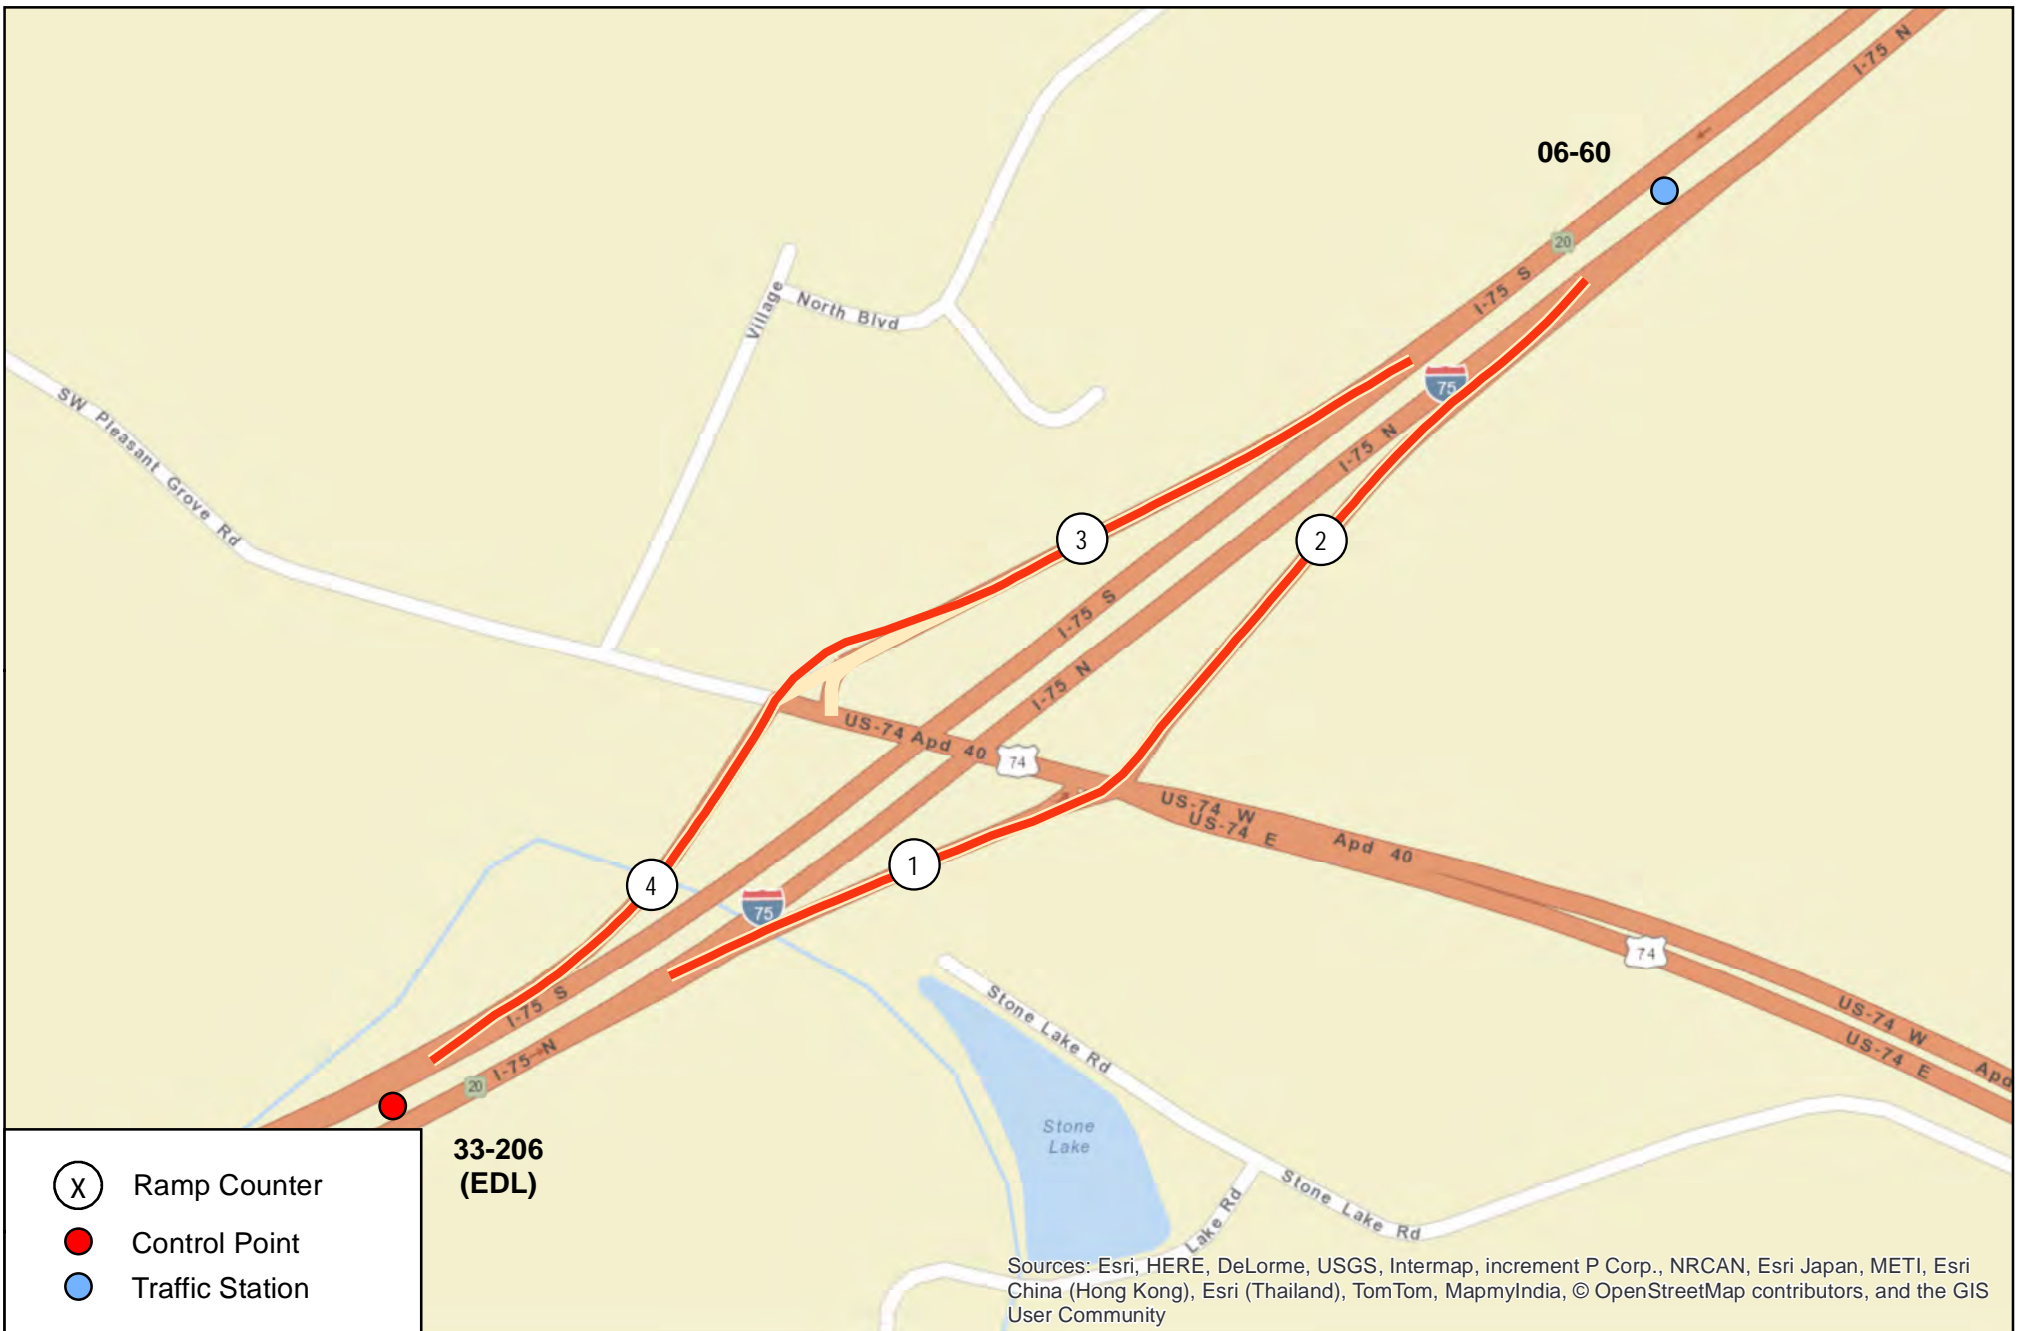 I-75 N
06-60
20
I-75 S
Village
North Blvd
75
SW Pleasant Grove Rd
I-75 N
3
2
I-75 S
I-75 N
US-74 Apd 40
74
US-74 W
US-74 E
Apd 40
1
4
75
74
I-75 S
Stone Lake Rd
US-74 W
US-74 E
Apd
I-75 N
20
Stone
Lake
33-206
(EDL)
Stone Lake Rd
Lake Rd
X Ramp Counter
Control Point
Traffic Station
Sources: Esri, HERE, DeLorme, USGS, Intermap, increment P Corp., NRCAN, Esri Japan, METI, Esri
China (Hong Kong), Esri (Thailand), TomTom, MapmyIndia, © OpenStreetMap contributors, and the GIS
User Community